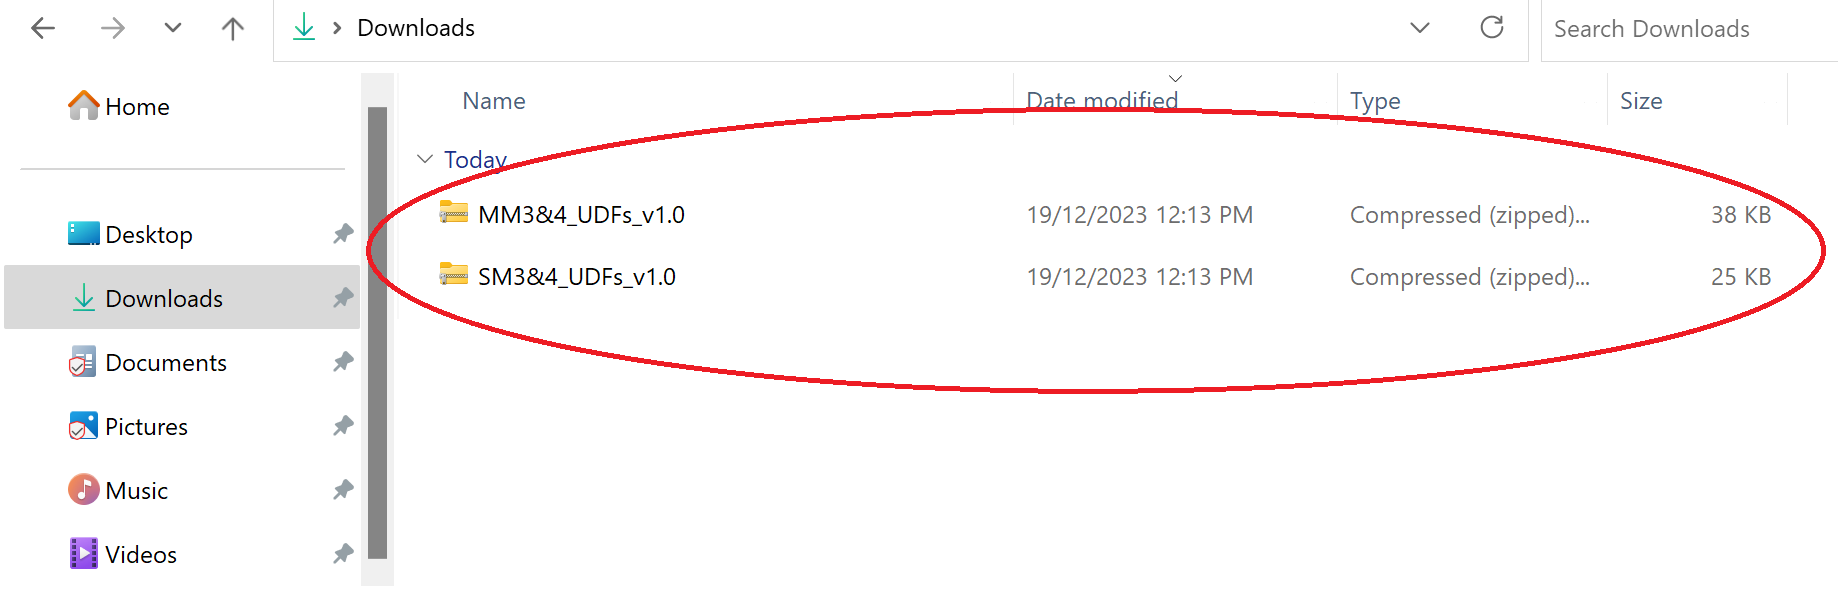 Downloads
Search Downloads
Home
Desktop
Downloads
Documents
Pictures
Music
Videos
Name Date modified Type Size
Today
MM3&4_UDFs_v1.0 19/12/2023 12:13 PM Compressed (zipped)... 38 KB
SM3&4_UDFs_v1.0 19/12/2023 12:13 PM Compressed (zipped)... 25 KB